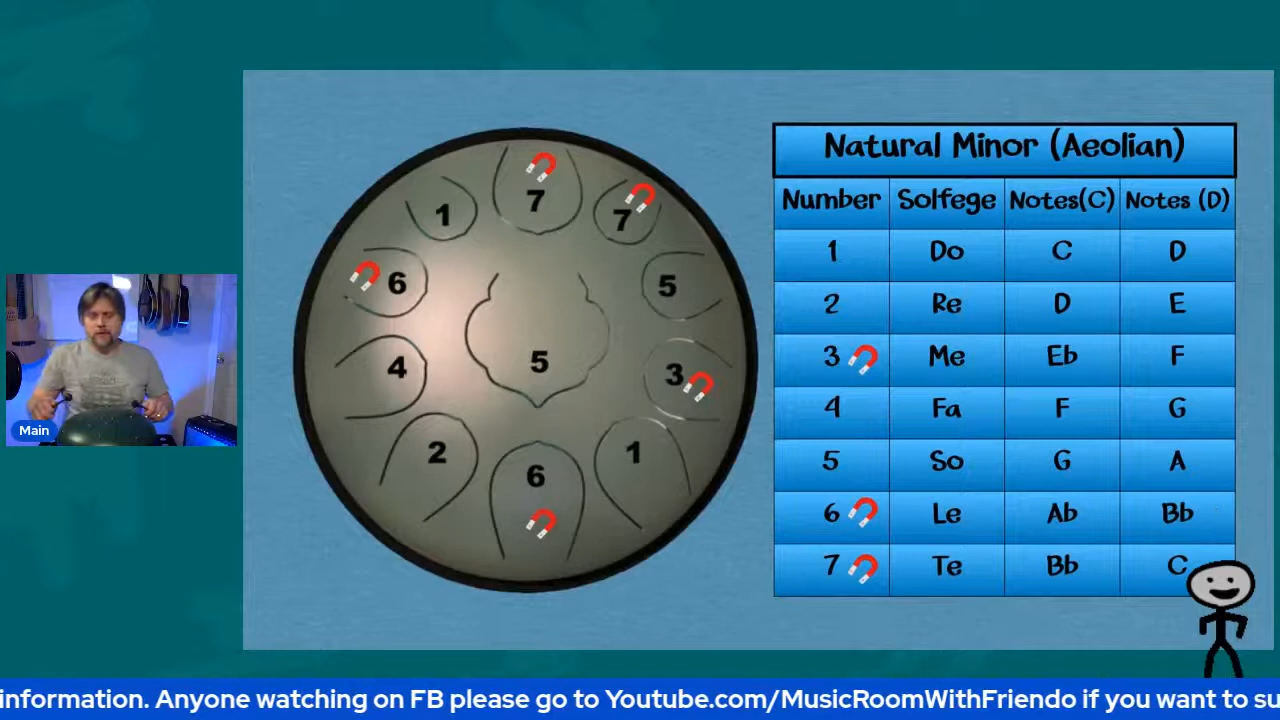 Natural Minor (Aeolian)
Number Solfege Notes(C) Notes (D)
1 Do C D
2 Re D E
3 Me Eb F
4 Fa F G
5 So G A
6 Le Ab Bb
7 Te Bb C
7
1
7
6
5
4
5
3
2
6
1
Main
information. Anyone watching on FB please go to Youtube.com/MusicRoomWithFriendo if you want to su